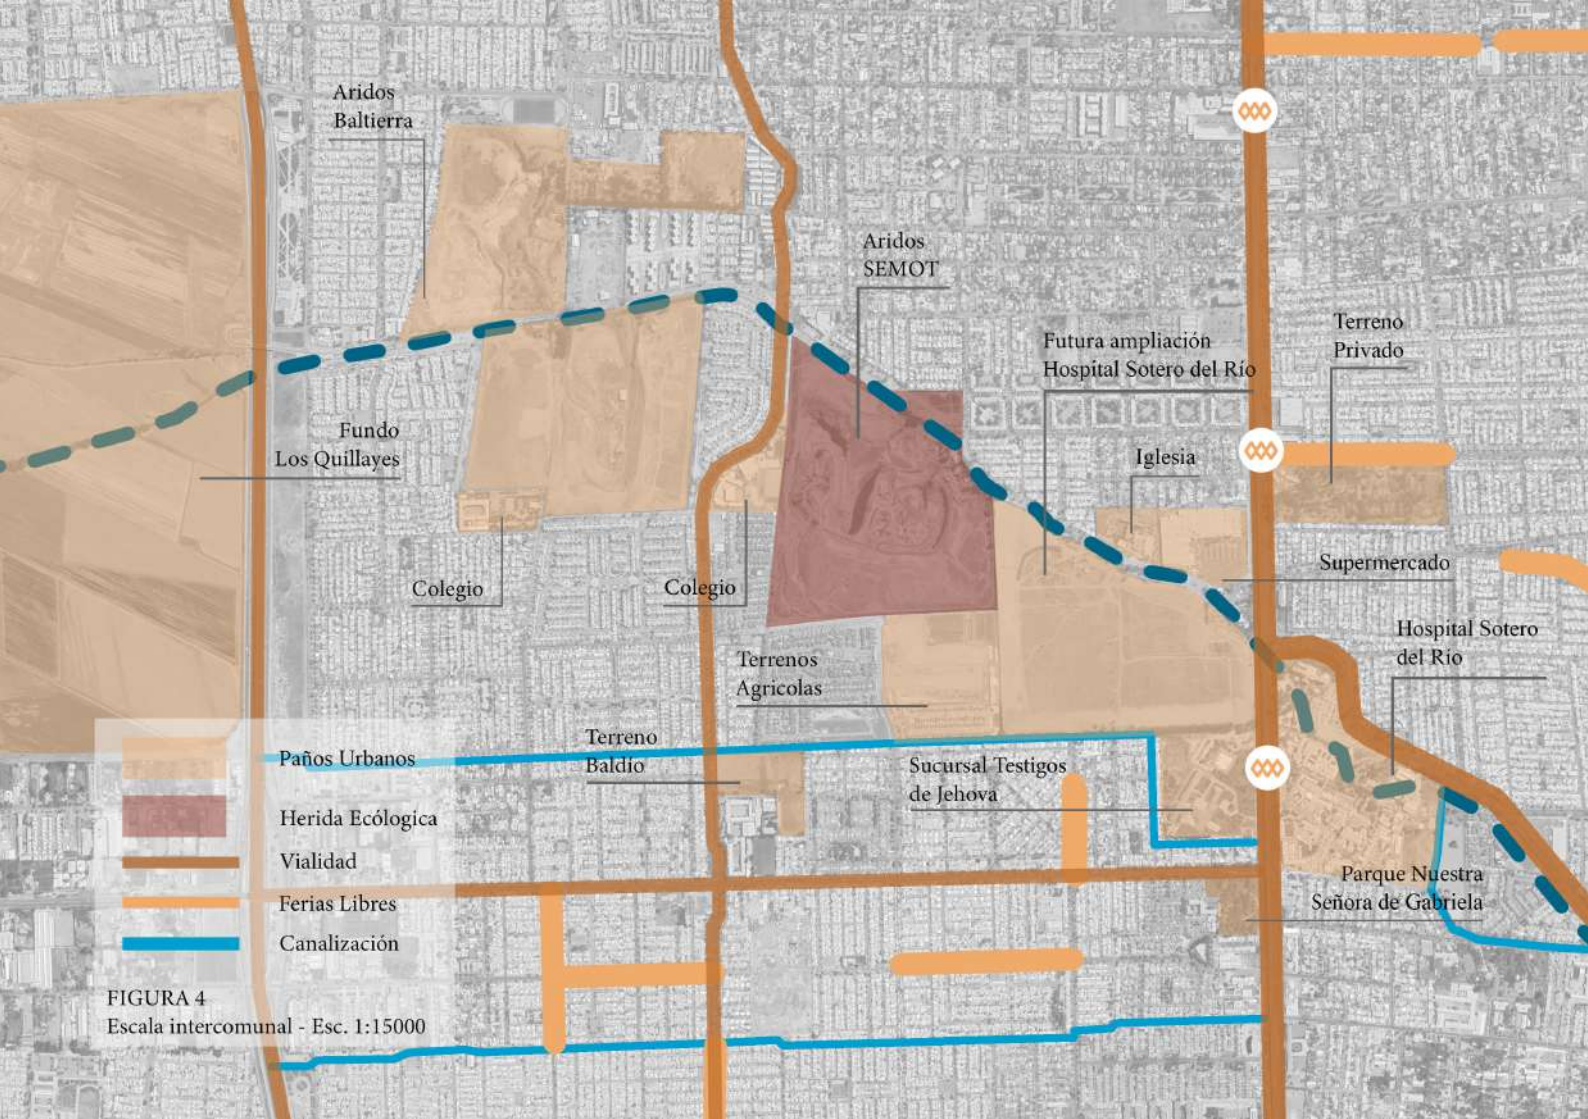 Aridos
Baltierra
Aridos
SEMOT
Terreno
Privado
Futura ampliación
Hospital Sotero del Río
Fundo
Los Quillayes
Iglesia
Supermercado
Colegio
Colegio
Hospital Sotero
del Río
Terrenos
Agricolas
Terreno
Baldío
Sucursal Testigos
de Jehova
Parque Nuestra
Señora de Gabriela
Paños Urbanos
Herida Ecólogica
Vialidad
Ferias Libres
Canalización
FIGURA 4
Escala intercomunal - Esc. 1:15000